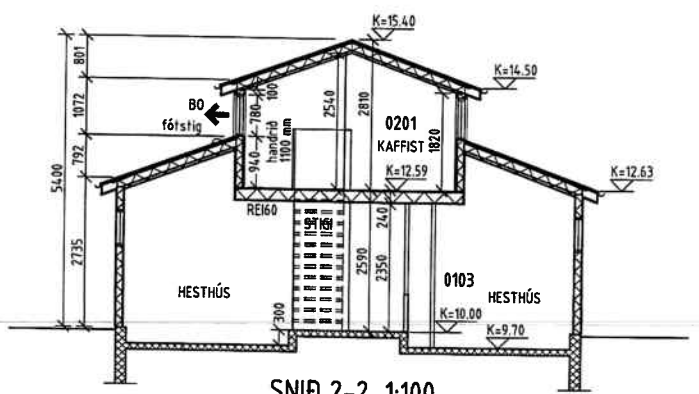 K=15.40
801
100
K=14.50
1072
BO
780
2540
2810
0201
KAFFIST
1820
fótstig
handrið
1100 mm
792
940
5400
K=12.59
K=12.63
REI60
STIGI
240
2735
2590
2350
0103
HESTHÚS
HESTHÚS
300
K=10.00
K=9.70
SNIÐ 2-2 1:100